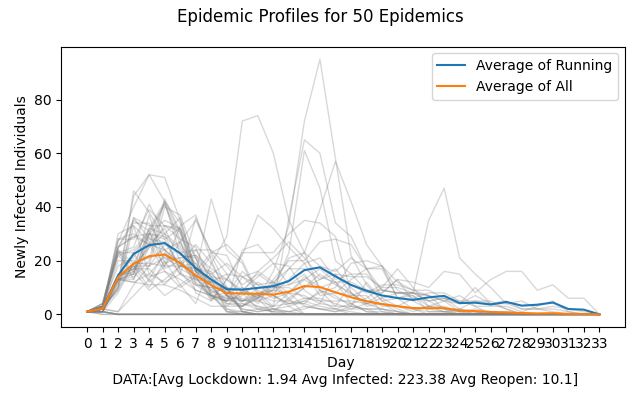 Epidemic Profiles for 50 Epidemics
Average of Running
Average of All
Newly Infected Individuals
80
60
40
20
0
0 1 2 3 4 5 6 7 8 9 10 11 12 13 14 15 16 17 18 19 20 21 22 23 24 25 26 27 28 29 30 31 32 33
Day
DATA:[Avg Lockdown: 1.94 Avg Infected: 223.38 Avg Reopen: 10.1]